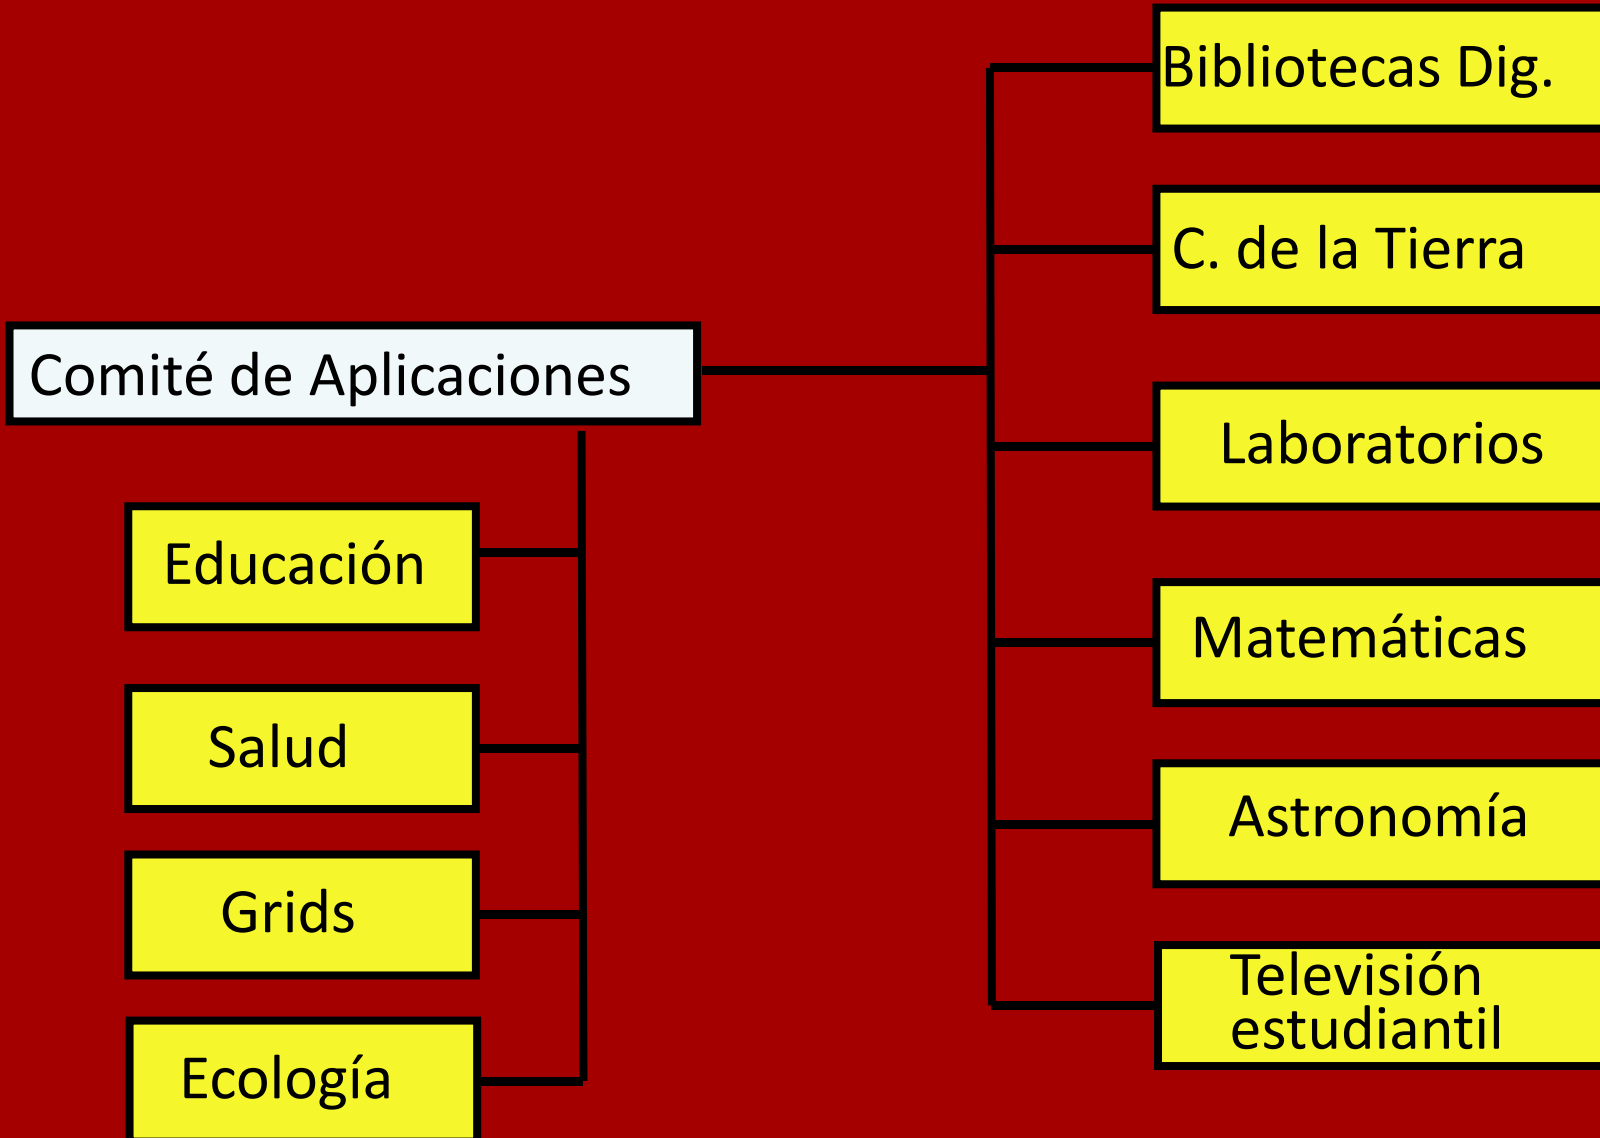 Comité de Aplicaciones
Educación
Salud
Grids
Ecología
Bibliotecas Dig.
C. de la Tierra
Laboratorios
Matemáticas
Astronomía
Televisión
estudiantil